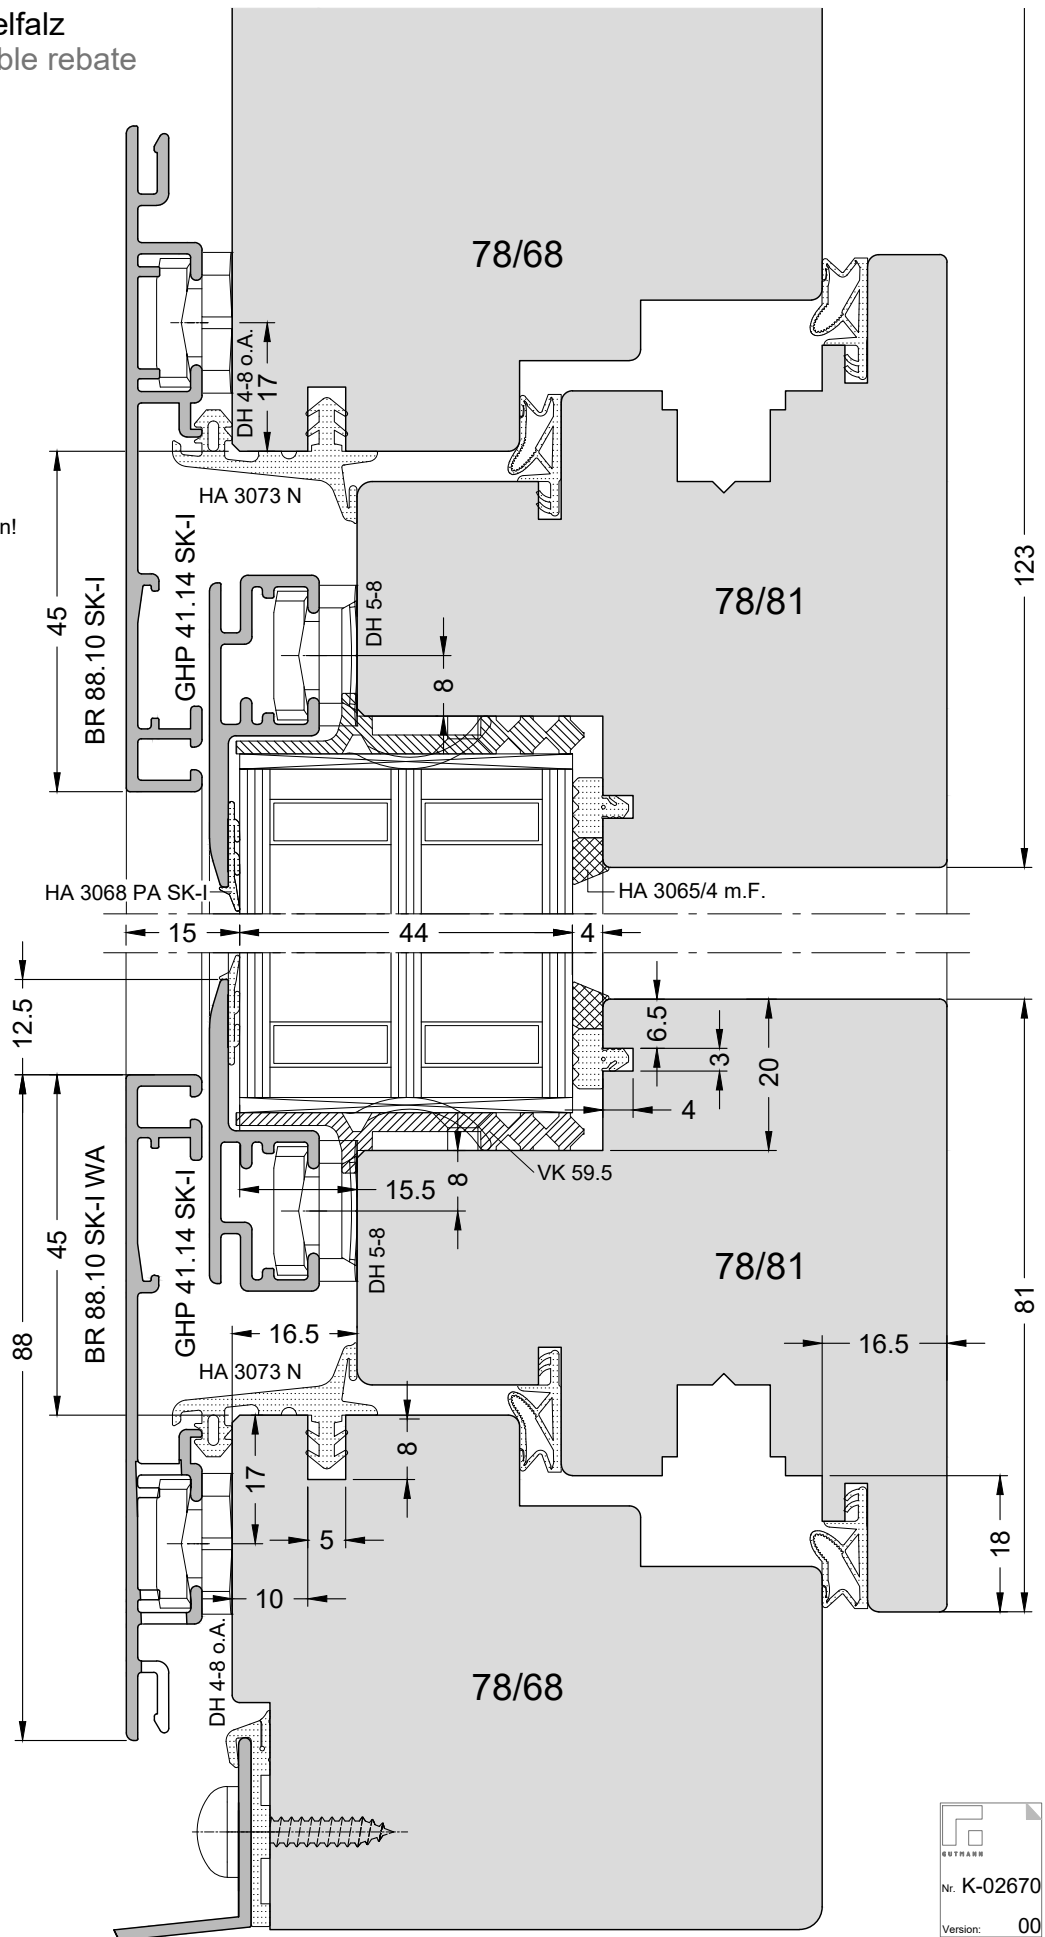 elfalz
ble rebate
78/68
DH 4-8 o.A.
17
HA 3073 N
n!
45
BR 88.10 SK-I
GHP 41.14 SK-I
DH 5-8
78/81
123
8
HA 3068 PA SK-I
HA 3065/4 m.F.
15
44
4
12.5
6.5
3
20
4
VK 59.5
15.5
8
45
BR 88.10 SK-I WA
GHP 41.14 SK-I
DH 5-8
78/81
81
88
16.5
16.5
HA 3073 N
8
17
5
10
18
DH 4-8 o.A.
78/68
GUTMANN
Nr. K-02670
Version: 00